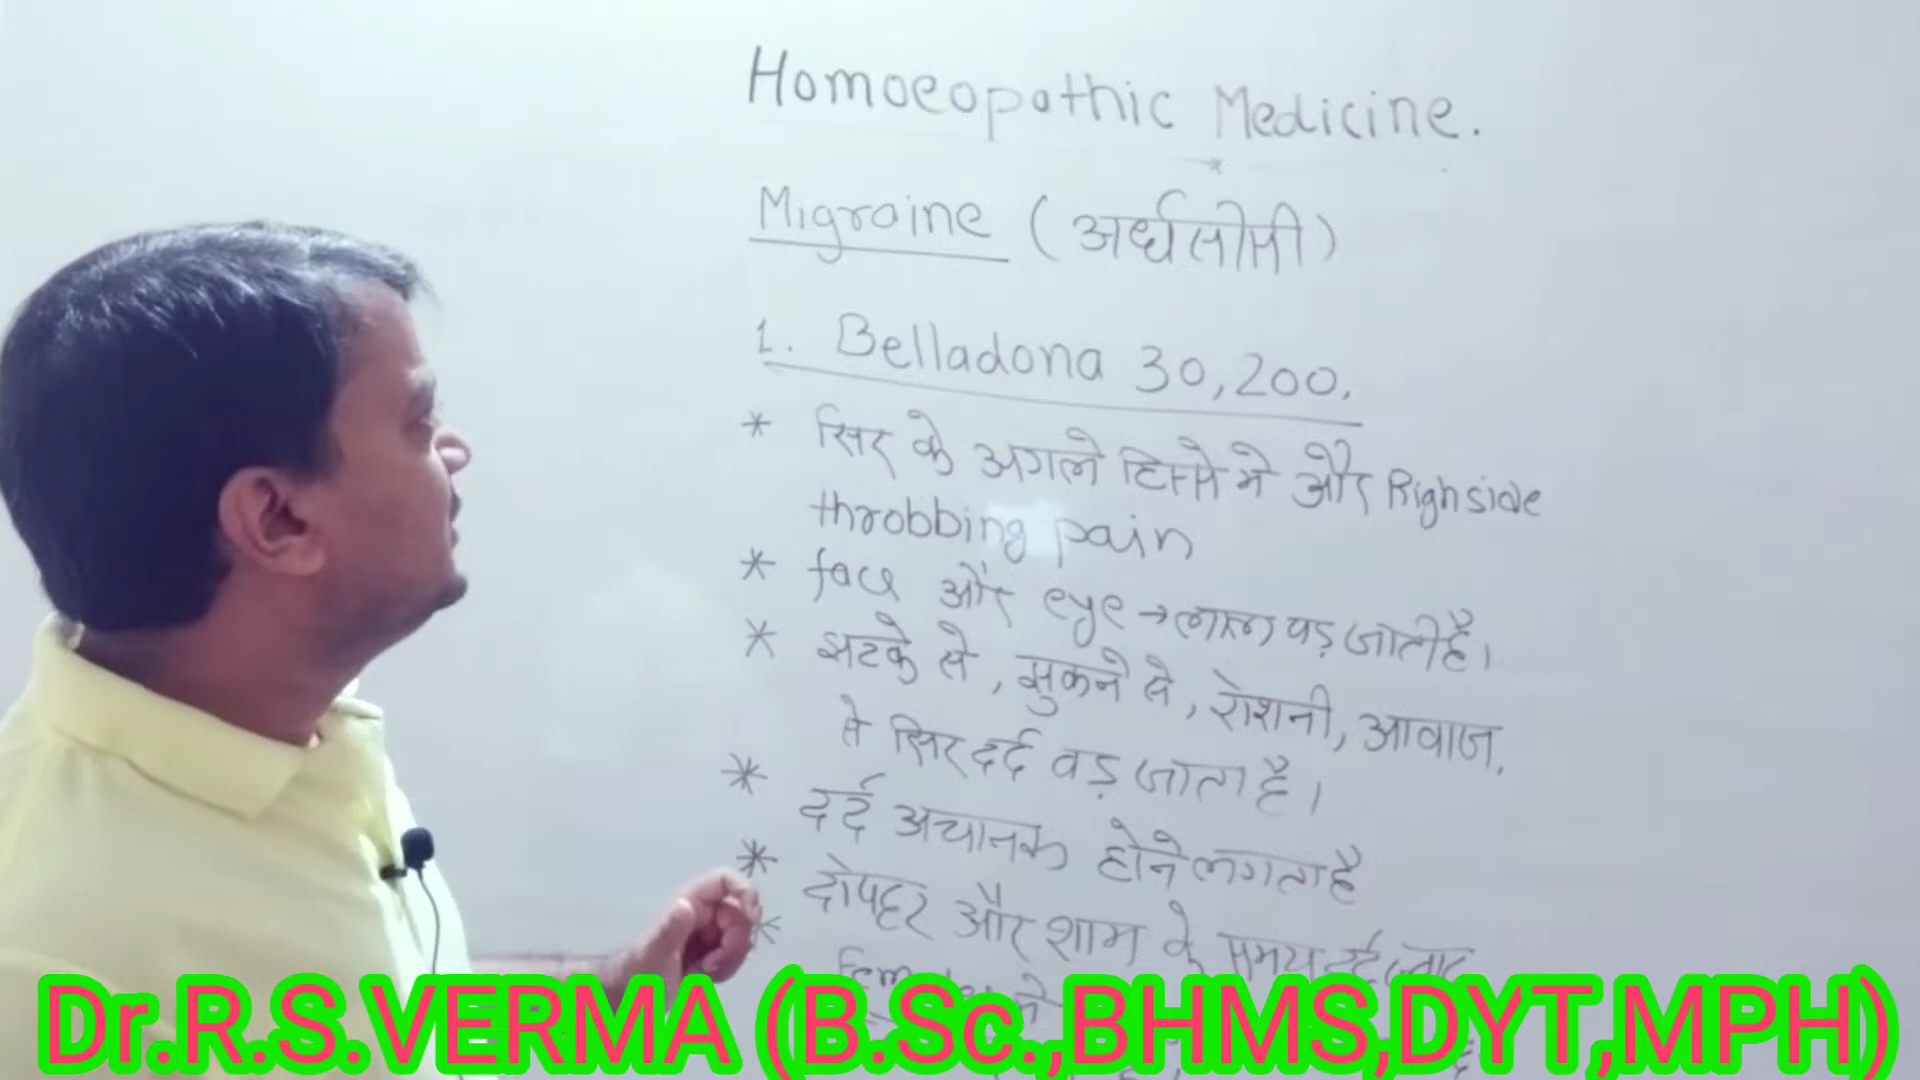 Homoeopathic Medicine.
Migraine (अर्धसीसी)
1. Belladona 30,200.
* सिर के अगले हिस्से मे और Righ side
throbbing pain
* face और eye → लाल पड़ जाती है।
* झटके से, झुकने से, रोशनी, आवाज,
से सिर दर्द बड़ जाता है।
* दर्द अचानक होने लगता है
* दोपहर और शाम के समय दर्द
*
Dr.R.S.VERMA (B.Sc.,BHMS,DYT,MPH)